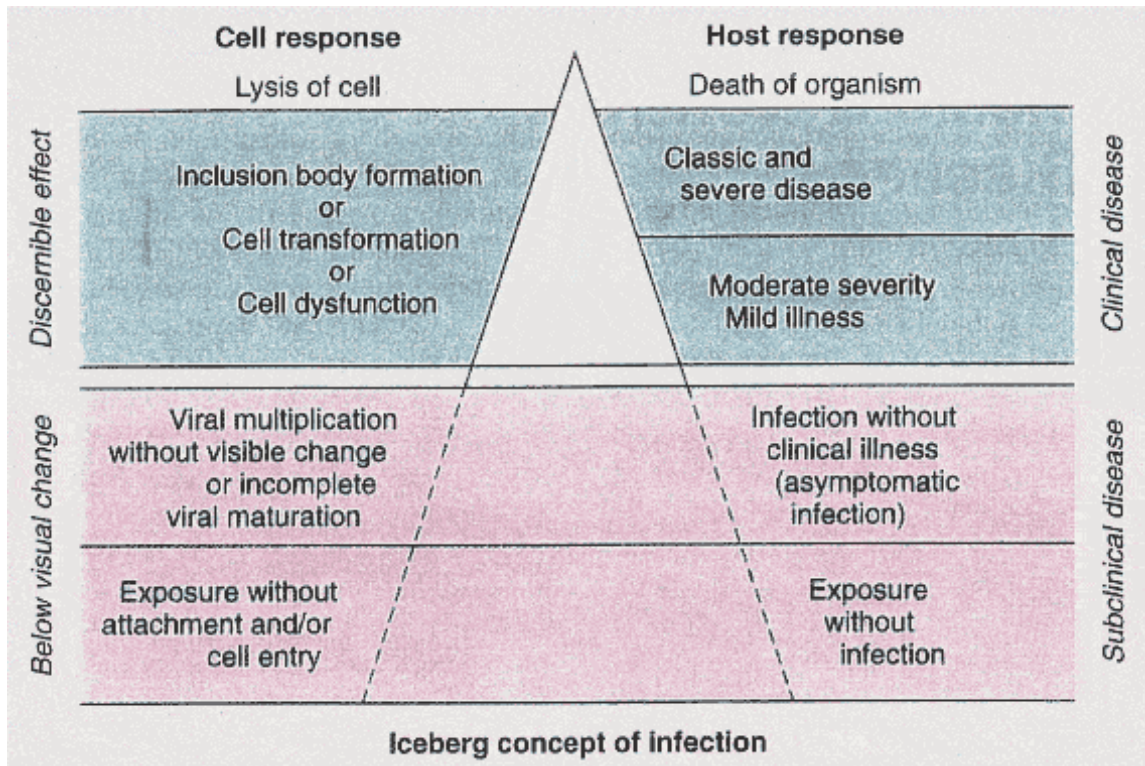 Cell response
Host response
Lysis of cell
Death of organism
Discernible effect
Inclusion body formation
or
Cell transformation
or
Cell dysfunction
Classic and
severe disease
Moderate severity
Mild illness
Clinical disease
Below visual change
Viral multiplication
without visible change
or incomplete
viral maturation
Exposure without
attachment and/or
cell entry
Infection without
clinical illness
(asymptomatic
infection)
Exposure
without
infection
Subclinical disease
Iceberg concept of infection